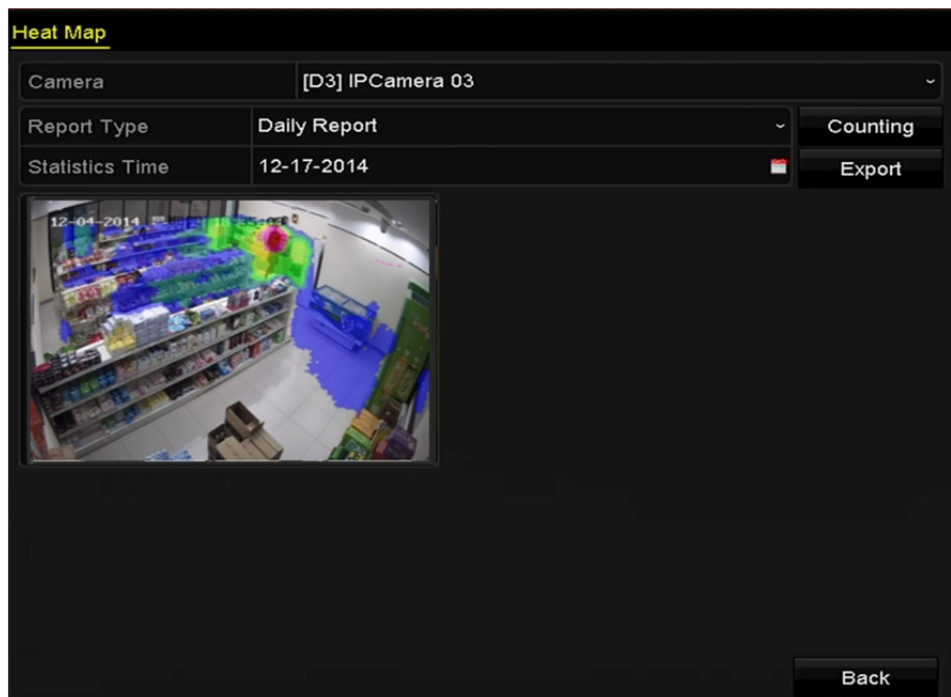 Heat Map
Camera [D3] IPCamera 03
Report Type Daily Report Counting
Statistics Time 12-17-2014 Export
12-04-2014
Back